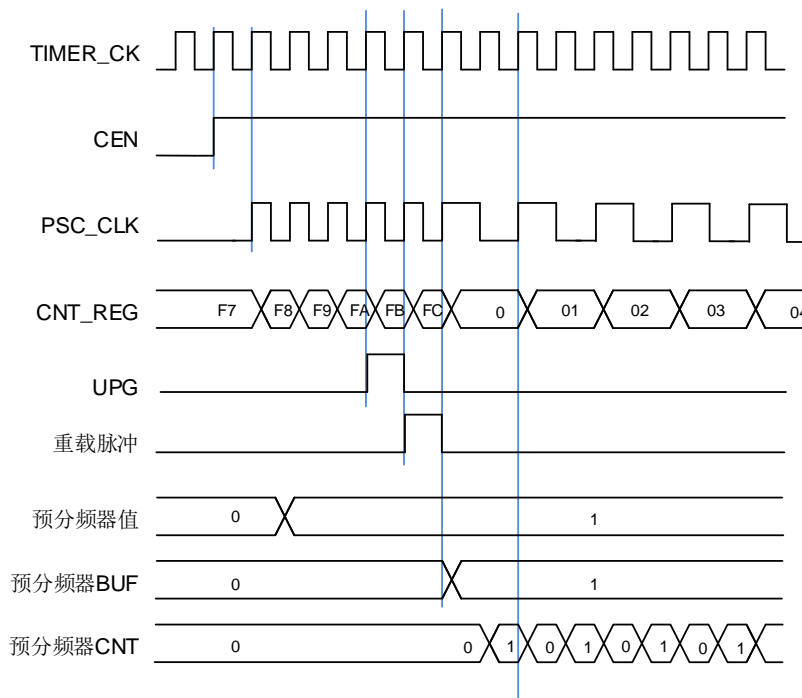 TIMER_CK
CEN
PSC_CLK
CNT_REG F7 F8 F9 FA FB FC 0 01 02 03 04
UPG
重载脉冲
预分频器值 0 1
预分频器BUF 0 1
预分频器CNT 0 0 1 0 1 0 1 0 1